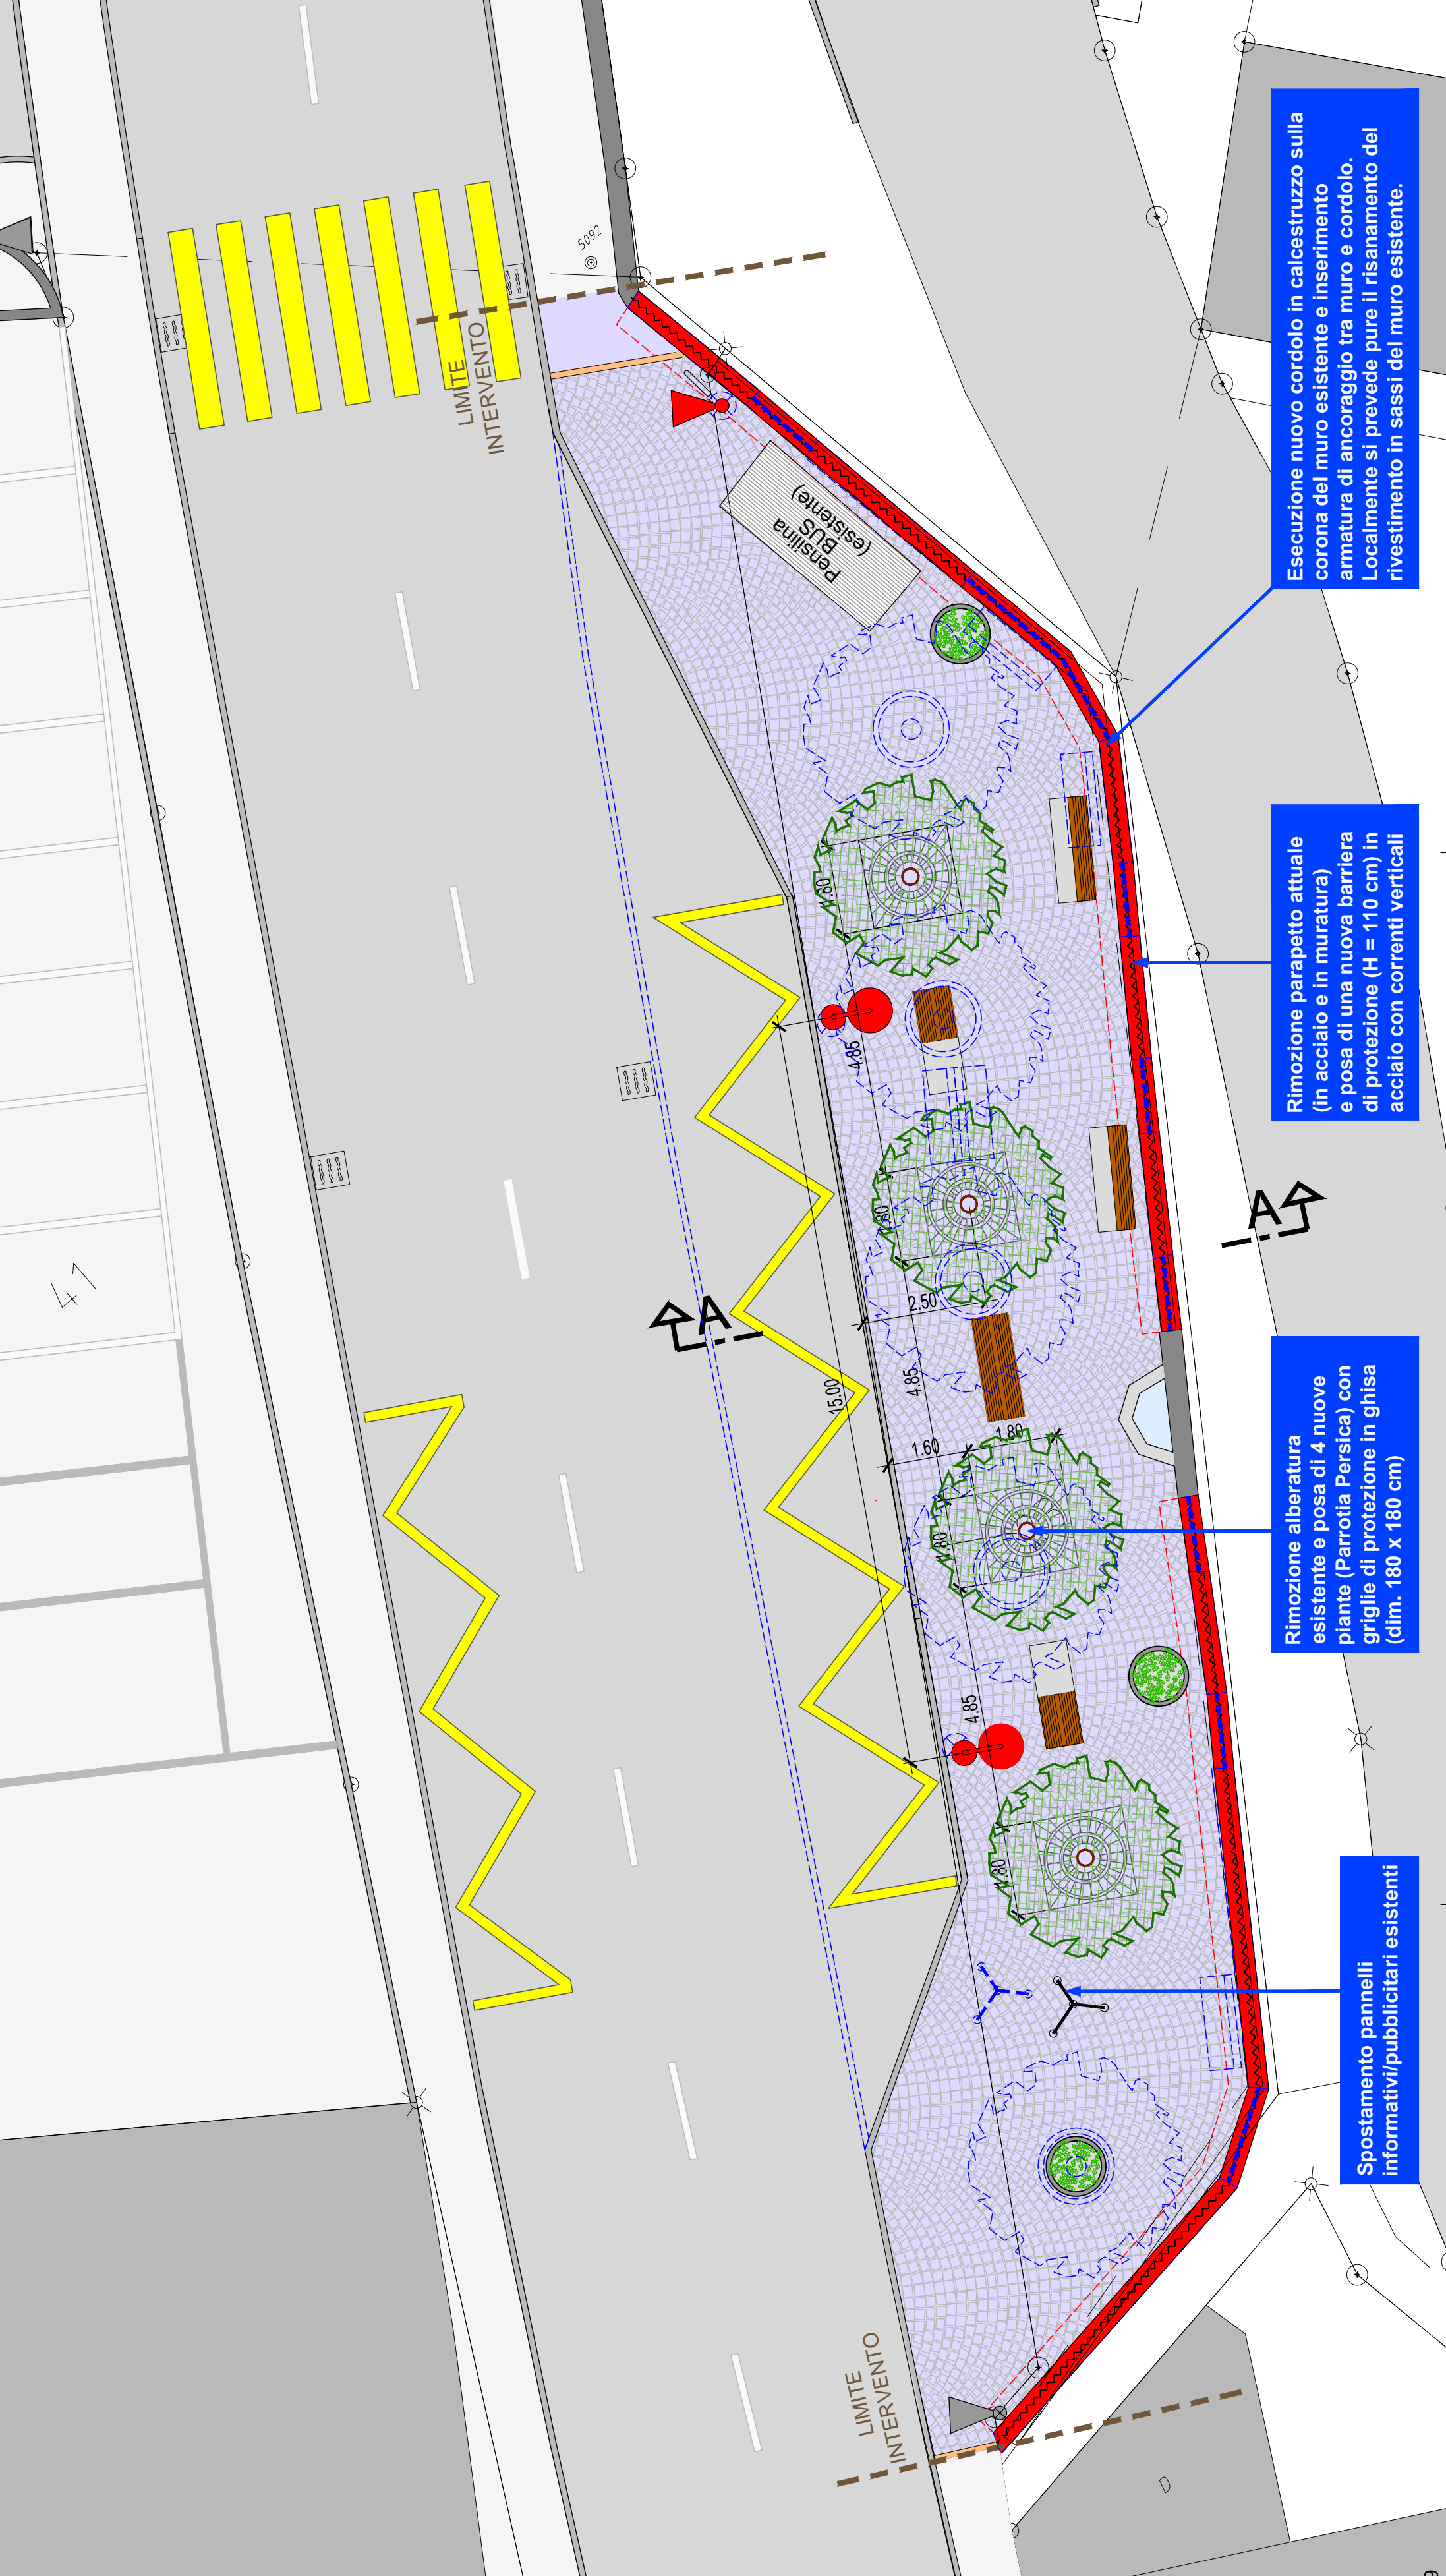 5092
LIMITE
INTERVENTO
Pensilina
BUS
(esistente)
Esecuzione nuovo cordolo in calcestruzzo sulla
corona del muro esistente e inserimento
armatura di ancoraggio tra muro e cordolo.
Localmente si prevede pure il risanamento del
rivestimento in sassi del muro esistente.
1.80
4.85
Rimozione parapetto attuale
(in acciaio e in muratura)
e posa di una nuova barriera
di protezione (H = 110 cm) in
acciaio con correnti verticali
1.80
A
A
2.50
15.00
4.85
1.60
1.80
1.80
Rimozione alberatura
esistente e posa di 4 nuove
piante (Parrotia Persica) con
griglie di protezione in ghisa
(dim. 180 x 180 cm)
4.85
1.80
Spostamento pannelli
informativi/pubblicitari esistenti
LIMITE
INTERVENTO